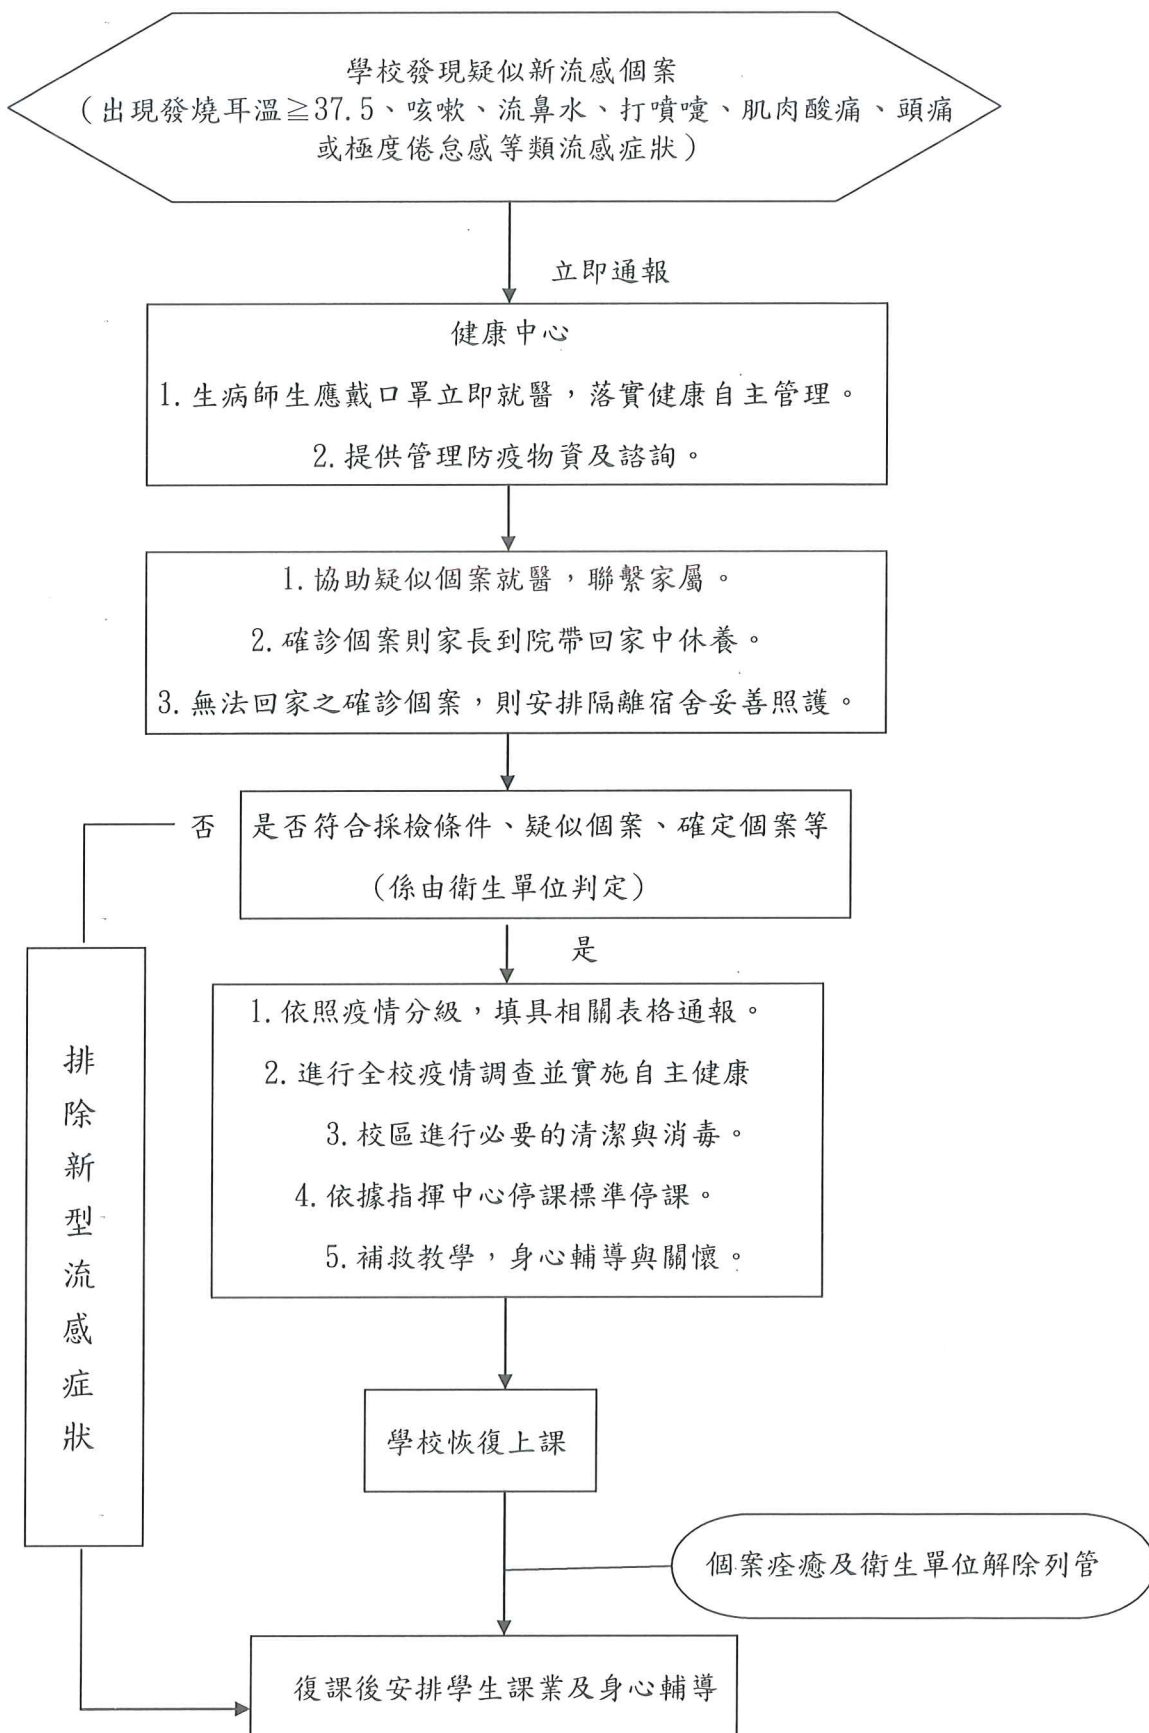 學校發現疑似新流感個案
(出現發燒耳溫≧37.5、咳嗽、流鼻水、打噴嚏、肌肉酸痛、頭痛
或極度倦怠感等類流感症狀)
立即通報
健康中心
1.生病師生應戴口罩立即就醫，落實健康自主管理。
2.提供管理防疫物資及諮詢。
1.協助疑似個案就醫，聯繫家屬。
2.確診個案則家長到院帶回家中休養。
3.無法回家之確診個案，則安排隔離宿舍妥善照護。
否
是否符合採檢條件、疑似個案、確定個案等
(係由衛生單位判定)
是
1.依照疫情分級，填具相關表格通報。
2.進行全校疫情調查並實施自主健康
3.校區進行必要的清潔與消毒。
4.依據指揮中心停課標準停課。
5.補救教學，身心輔導與關懷。
排除新型流感症狀
學校恢復上課
個案痊癒及衛生單位解除列管
復課後安排學生課業及身心輔導